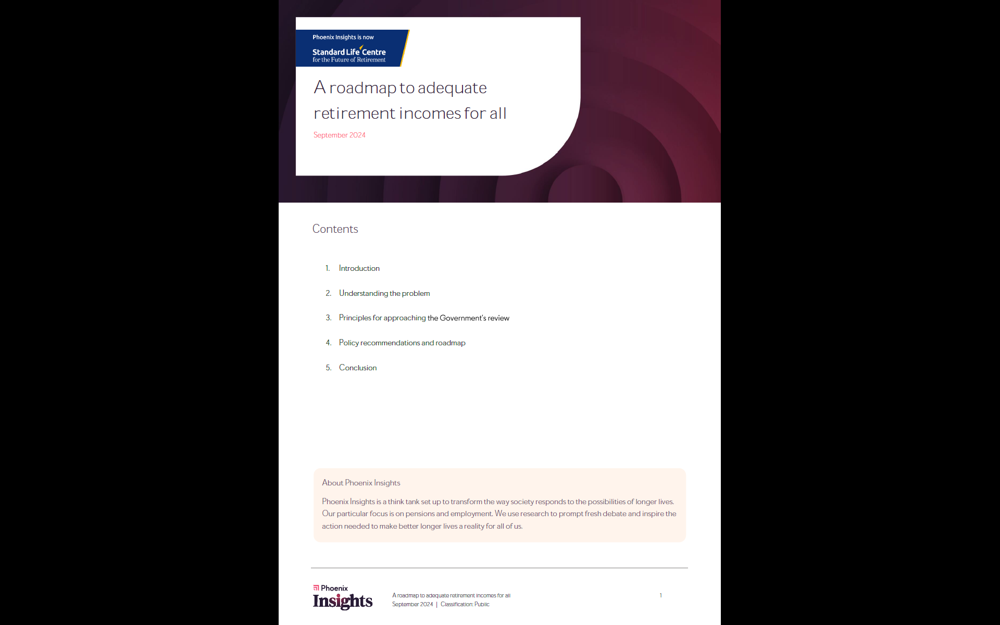 Phoenix Insights is now
Standard Life Centre
for the Future of Retirement
A roadmap to adequate
retirement incomes for all
September 2024
Contents
1. Introduction
2. Understanding the problem
3. Principles for approaching the Government's review
4. Policy recommendations and roadmap
5. Conclusion
About Phoenix Insights
Phoenix Insights is a think tank set up to transform the way society responds to the possibilities of longer lives.
Our particular focus is on pensions and employment. We use research to prompt fresh debate and inspire the
action needed to make better longer lives a reality for all of us.
Phoenix
Insights
A roadmap to adequate retirement incomes for all
September 2024 | Classification: Public
1